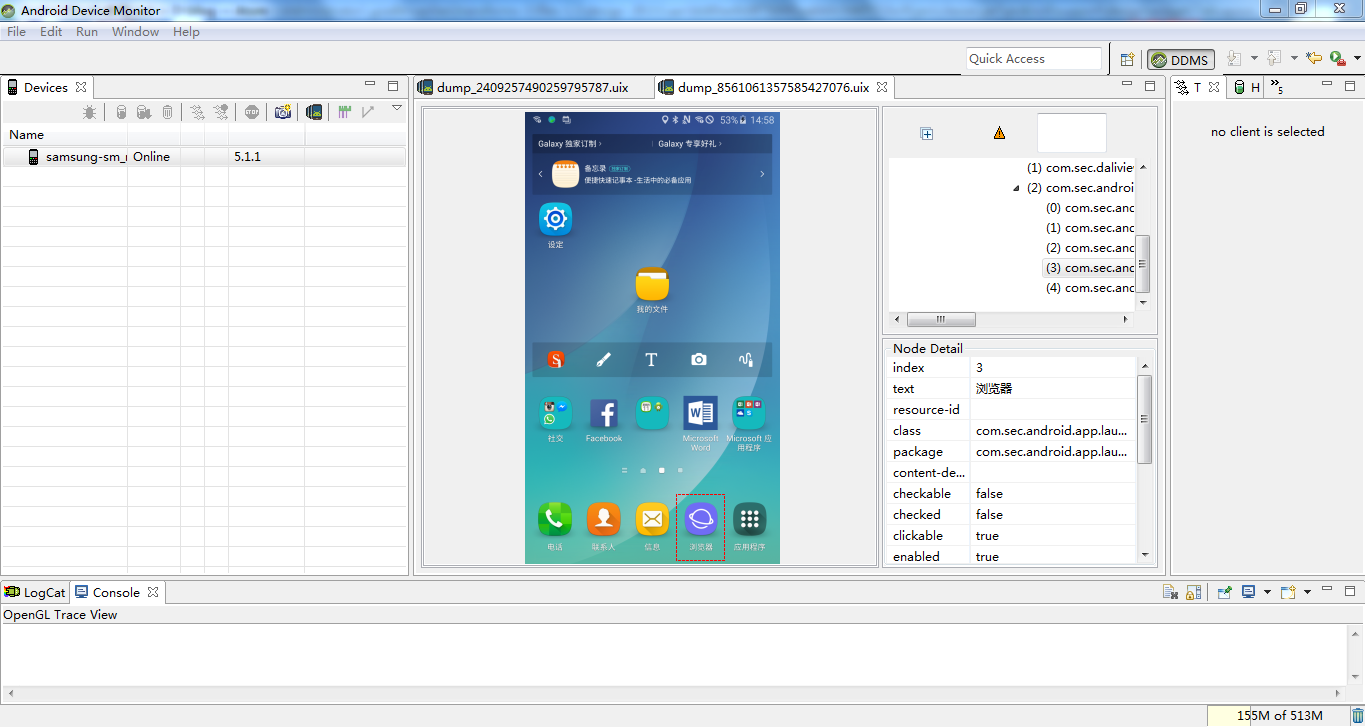 Android Device Monitor
File Edit Run Window Help
Quick Access
DDMS
Devices
Name
samsung-sm_ Online 5.1.1
dump_2409257490259795787.uix
dump_8561061357585427076.uix
53% 14:58
Galaxy 独家订制 › Galaxy 专享好礼 ›
备忘录 独家订制
便捷快速记事本 -生活中的必备应用
设定
我的文件
S T
社交 Facebook Microsoft Word Microsoft 应用程序
电话 联系人 信息 浏览器 应用程序
(1) com.sec.dalivie
(2) com.sec.androi
(0) com.sec.anc
(1) com.sec.anc
(2) com.sec.anc
(3) com.sec.anc
(4) com.sec.anc
Node Detail
index 3
text 浏览器
resource-id
class com.sec.android.app.lau...
package com.sec.android.app.lau...
content-de...
checkable false
checked false
clickable true
enabled true
T H »5
no client is selected
LogCat Console
OpenGL Trace View
155M of 513M